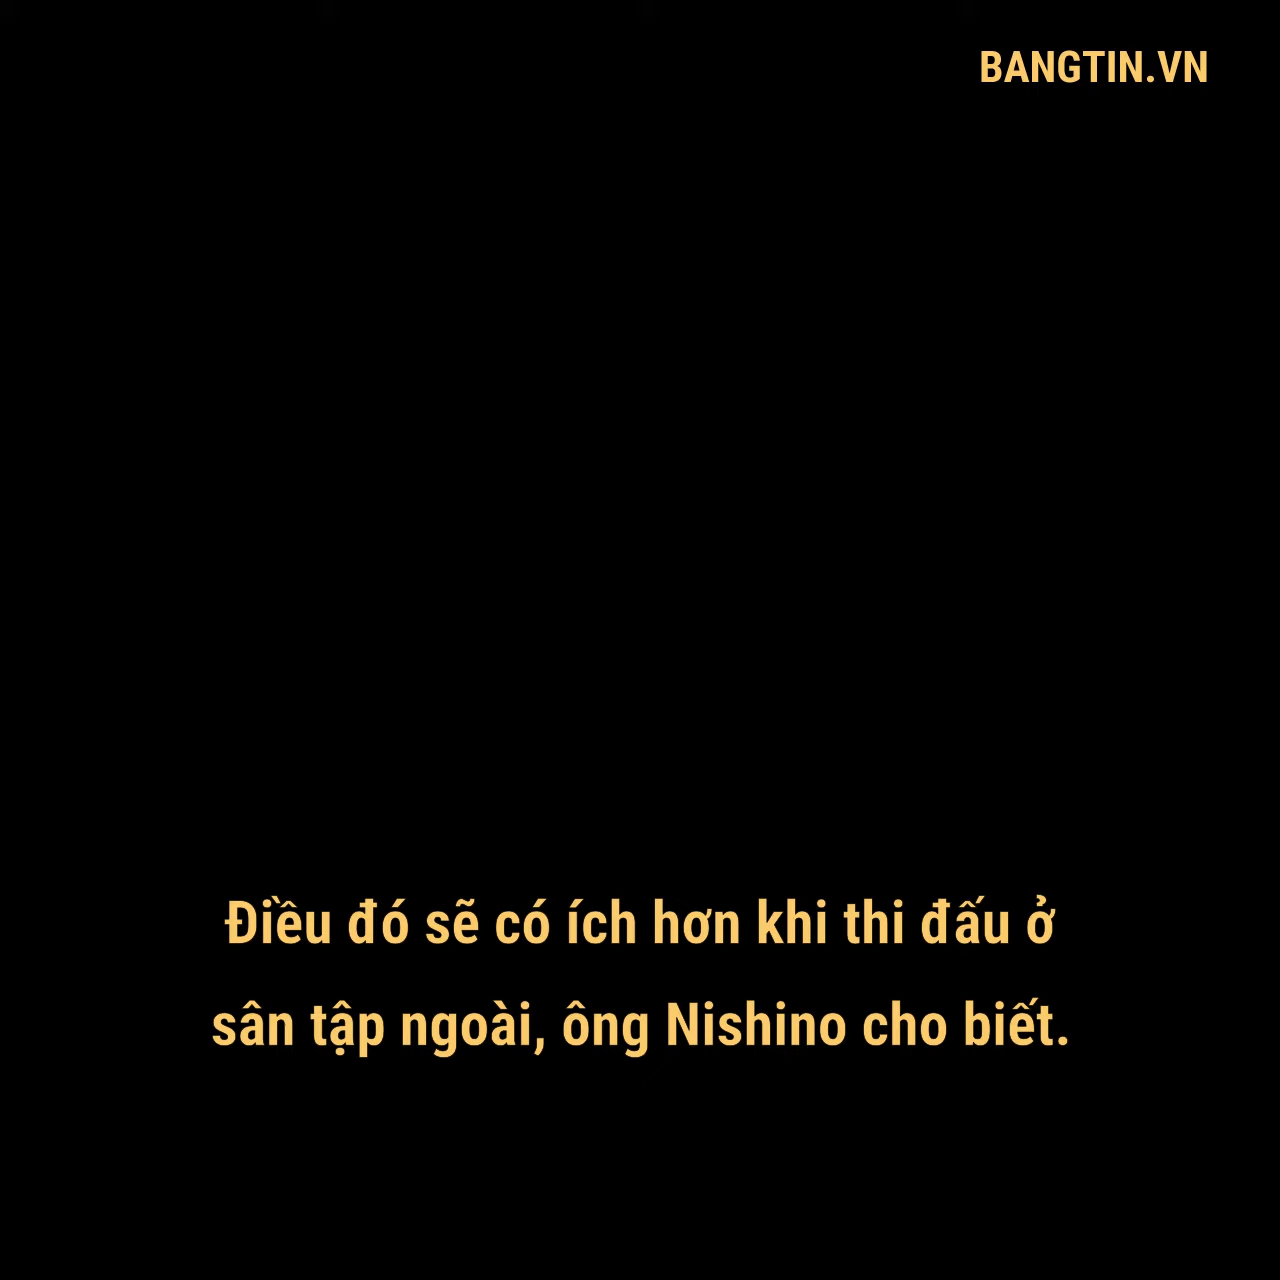 BANGTIN.VN
Điều đó sẽ có ích hơn khi thi đấu ở
sân tập ngoài, ông Nishino cho biết.